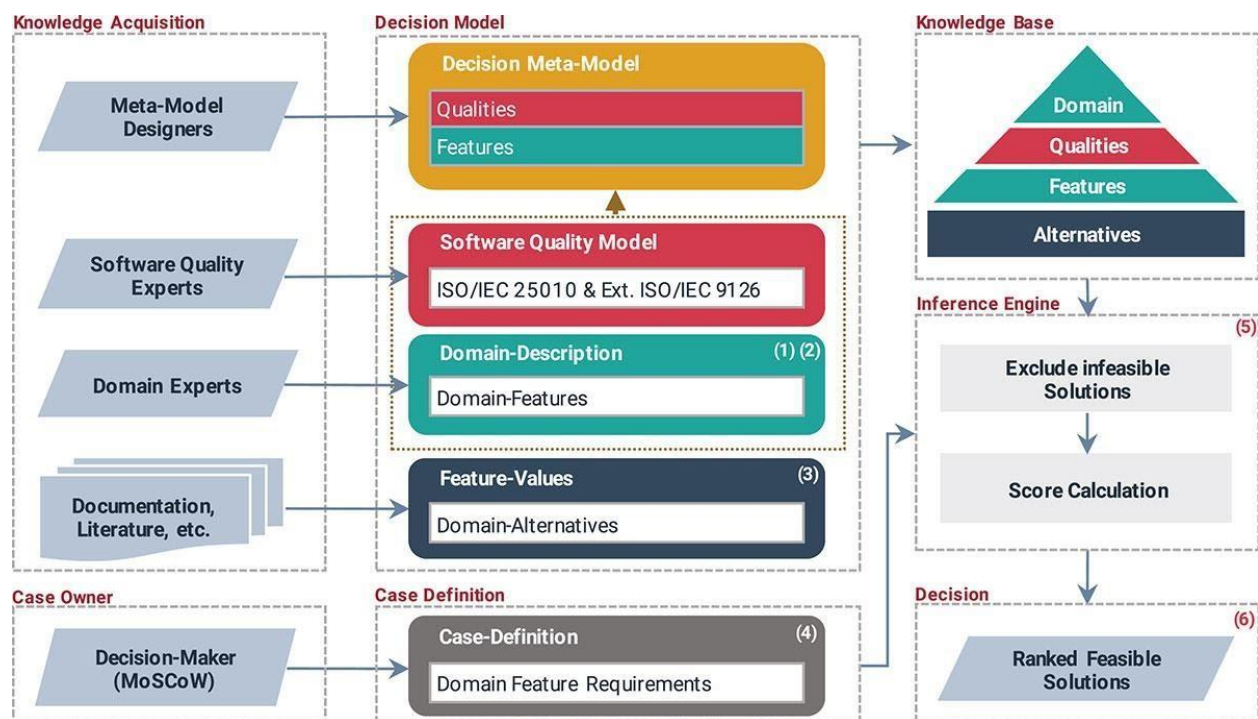 Knowledge Acquisition
Meta-Model
Designers
Software Quality
Experts
Domain Experts
Documentation,
Literature, etc.
Case Owner
Decision-Maker
(MoSCoW)
Decision Model
Decision Meta-Model
Qualities
Features
Software Quality Model
ISO/IEC 25010 & Ext. ISO/IEC 9126
Domain-Description (1) (2)
Domain-Features
Feature-Values (3)
Domain-Alternatives
Case Definition
Case-Definition (4)
Domain Feature Requirements
Knowledge Base
Domain
Qualities
Features
Alternatives
Inference Engine
(5)
Exclude infeasible
Solutions
Score Calculation
Decision
(6)
Ranked Feasible
Solutions